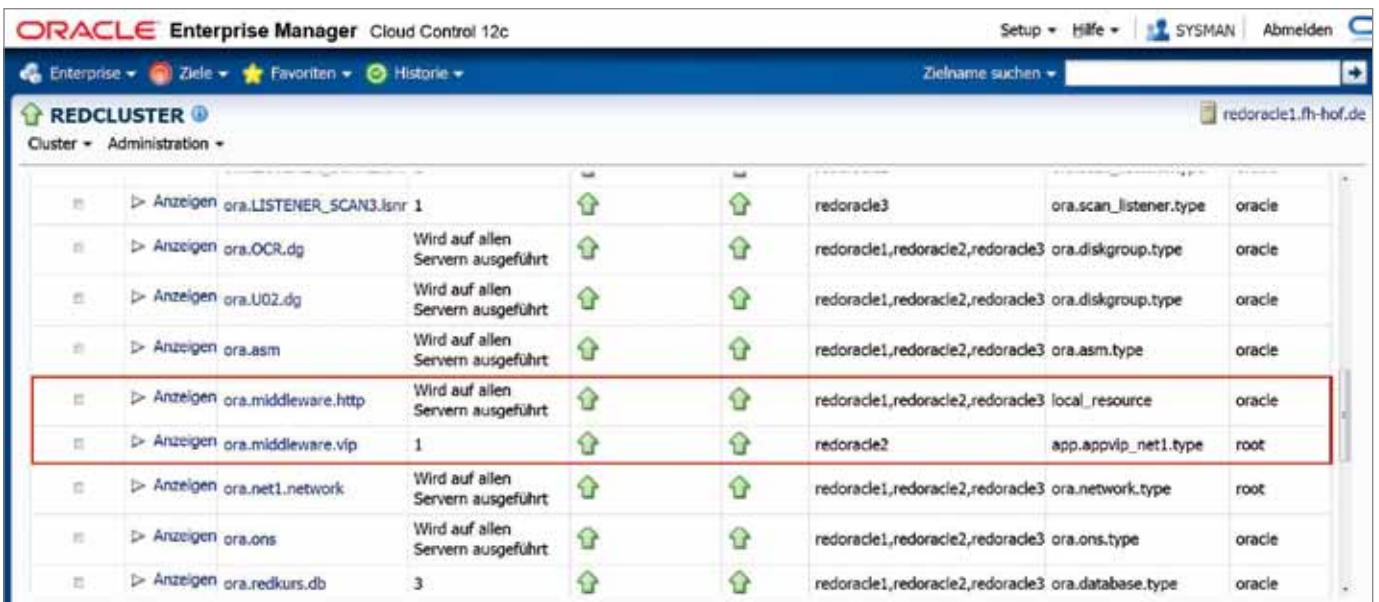 ORACLE Enterprise Manager Cloud Control 12c Setup Hilfe SYSMAN Abmelden
Enterprise Ziele Favoriten Historie Zielname suchen
REDCLUSTER redoracle1.fh-hof.de
Cluster Administration
Anzeigen ora.LISTENER_SCAN3.lsnr 1 redoracle3 ora.scan_listener.type oracle
Anzeigen ora.OCR.dg Wird auf allen Servern ausgeführt redoracle1,redoracle2,redoracle3 ora.diskgroup.type oracle
Anzeigen ora.U02.dg Wird auf allen Servern ausgeführt redoracle1,redoracle2,redoracle3 ora.diskgroup.type oracle
Anzeigen ora.asm Wird auf allen Servern ausgeführt redoracle1,redoracle2,redoracle3 ora.asm.type oracle
Anzeigen ora.middleware.http Wird auf allen Servern ausgeführt redoracle1,redoracle2,redoracle3 local_resource oracle
Anzeigen ora.middleware.vip 1 redoracle2 app.appvip_net1.type root
Anzeigen ora.net1.network Wird auf allen Servern ausgeführt redoracle1,redoracle2,redoracle3 ora.network.type root
Anzeigen ora.ons Wird auf allen Servern ausgeführt redoracle1,redoracle2,redoracle3 ora.ons.type oracle
Anzeigen ora.redkurs.db 3 redoracle1,redoracle2,redoracle3 ora.database.type oracle